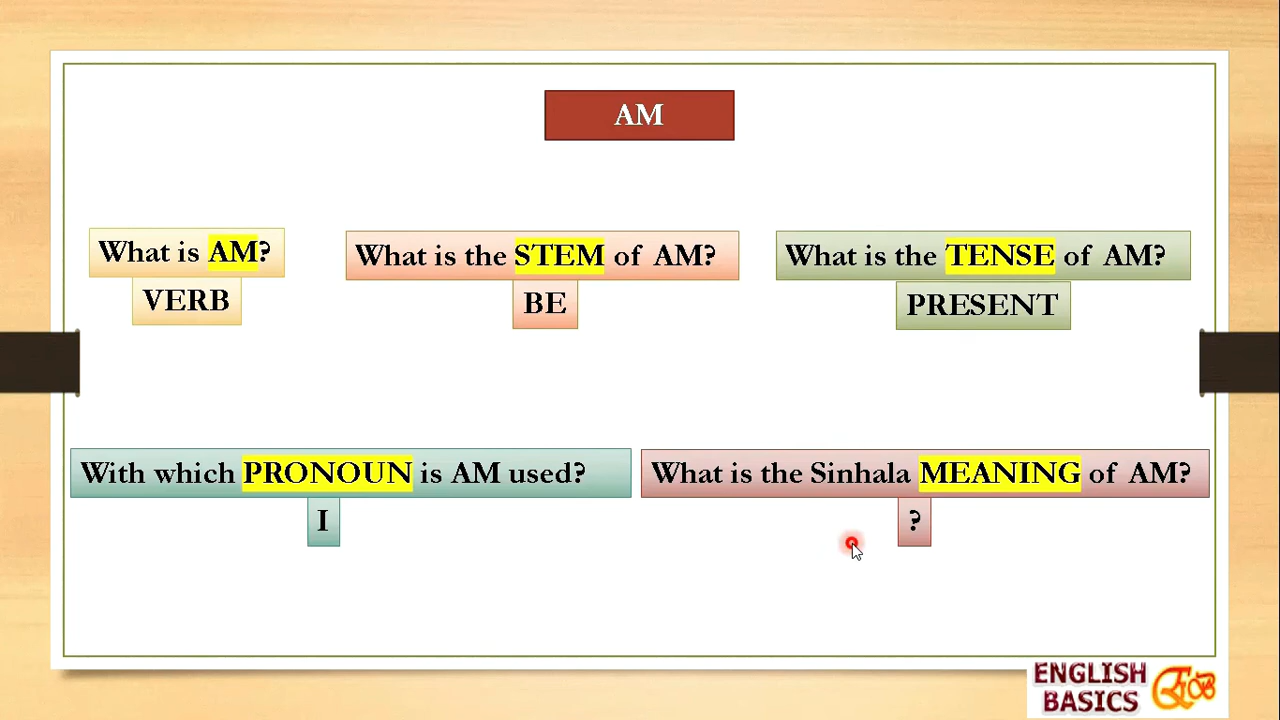 AM
What is AM?
VERB
What is the STEM of AM?
BE
What is the TENSE of AM?
PRESENT
With which PRONOUN is AM used?
I
What is the Sinhala MEANING of AM?
?
ENGLISH
BASICS
EB